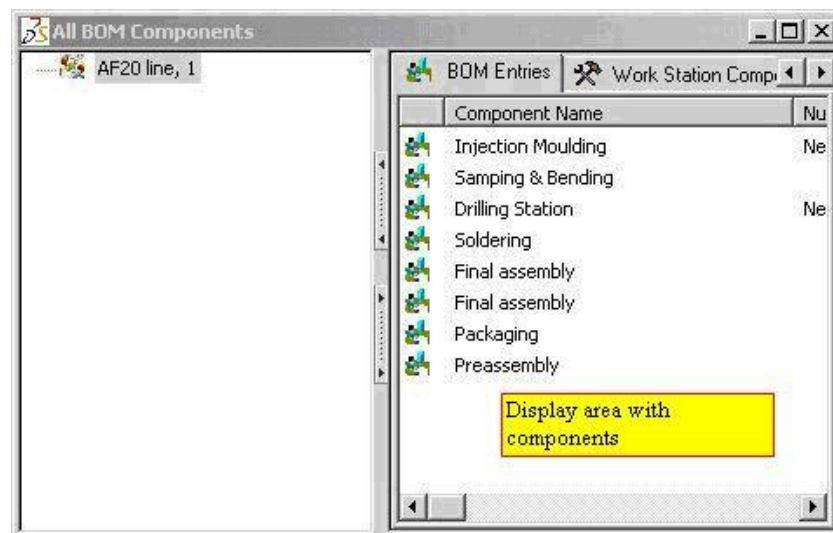 All BOM Components
AF20 line, 1
BOM Entries
Work Station Comp
Component Name
Nu
Injection Moulding
Ne
Samping & Bending
Drilling Station
Ne
Soldering
Final assembly
Final assembly
Packaging
Preassembly
Display area with
components